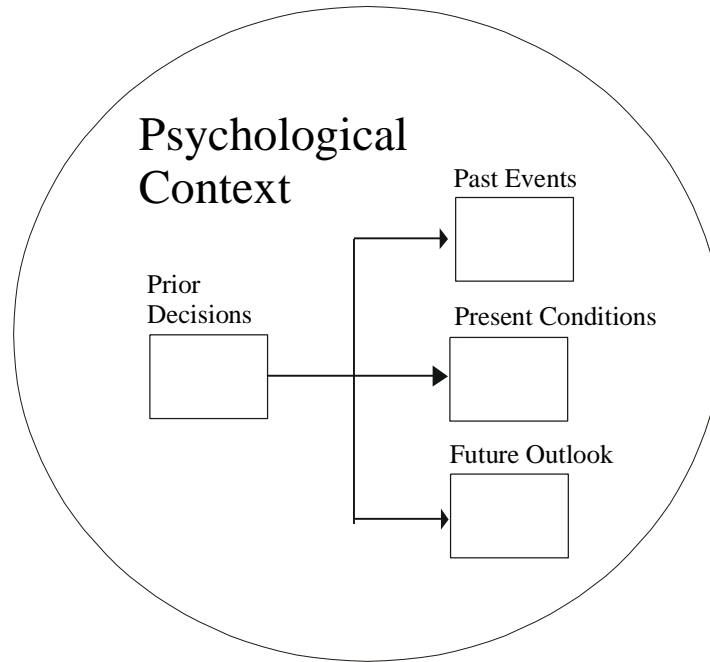 Psychological
Context
Past Events
Prior
Decisions
Present Conditions
Future Outlook